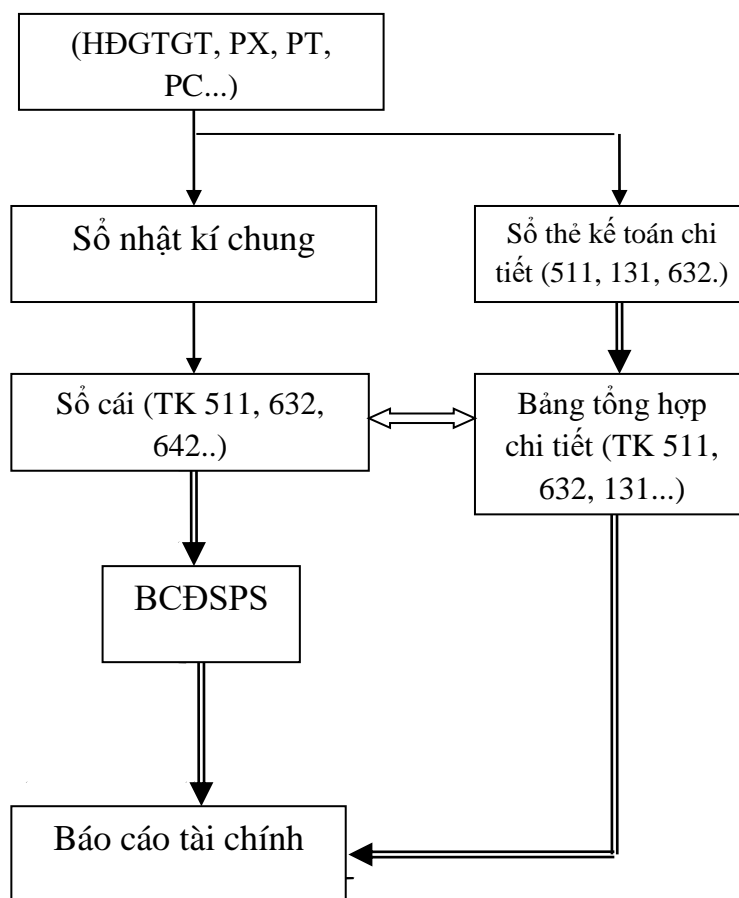 (HĐGTGT, PX, PT,
PC...)
Sổ nhật kí chung
Sổ thẻ kế toán chi
tiết (511, 131, 632.)
Sổ cái (TK 511, 632,
642..)
Bảng tổng hợp
chi tiết (TK 511,
632, 131...)
BCĐSPS
Báo cáo tài chính